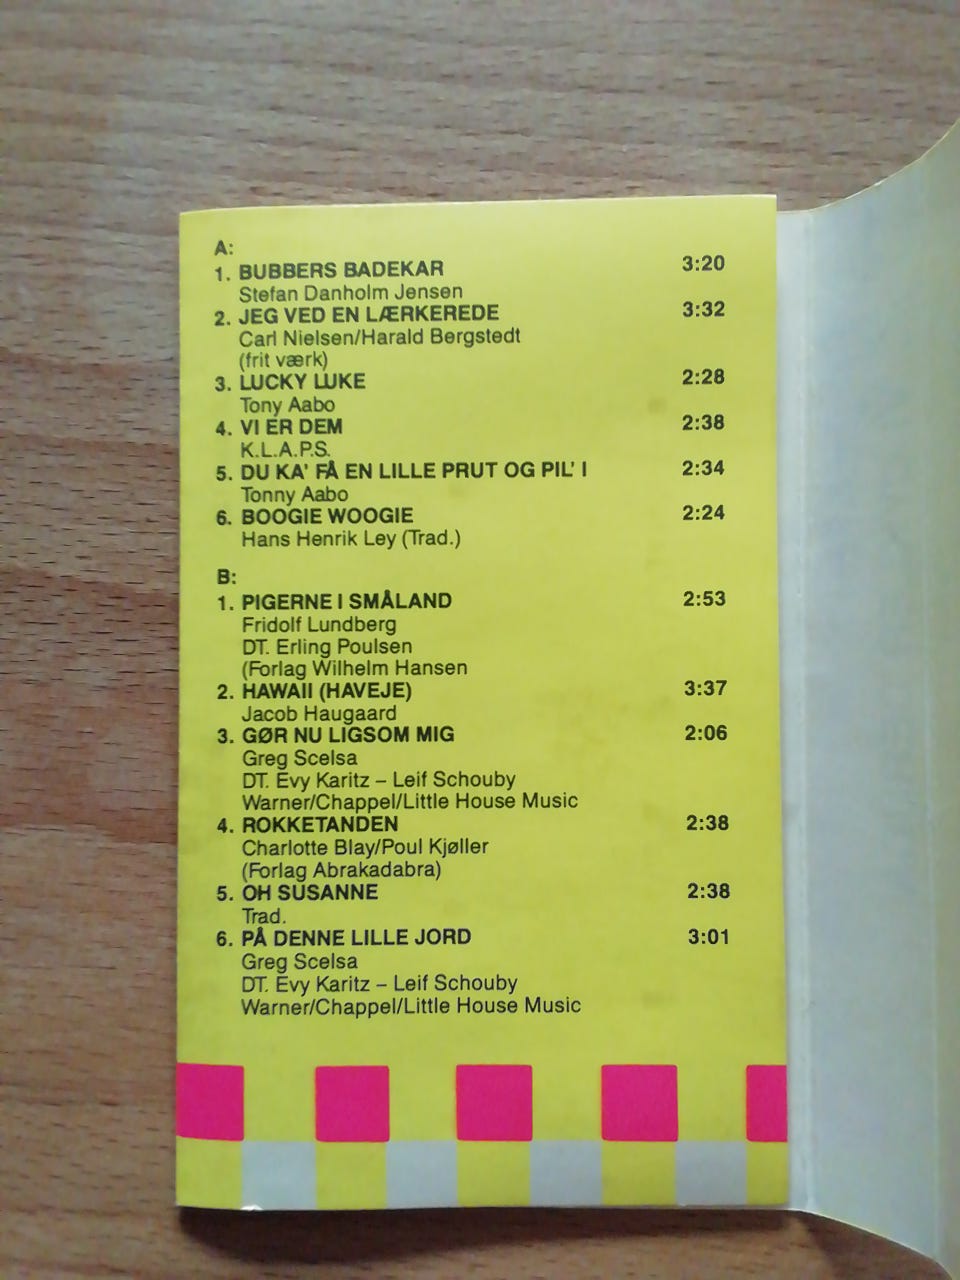 A:
1. BUBBERS BADEKAR 3:20
Stefan Danholm Jensen
2. JEG VED EN LÆRKEREDE 3:32
Carl Nielsen/Harald Bergstedt
(frit værk)
3. LUCKY LUKE 2:28
Tony Aabo
4. VI ER DEM 2:38
K.L.A.P.S.
5. DU KA' FÅ EN LILLE PRUT OG PIL' I 2:34
Tonny Aabo
6. BOOGIE WOOGIE 2:24
Hans Henrik Ley (Trad.)
B:
1. PIGERNE I SMÅLAND 2:53
Fridolf Lundberg
DT. Erling Poulsen
(Forlag Wilhelm Hansen
2. HAWAII (HAVEJE) 3:37
Jacob Haugaard
3. GØR NU LIGSOM MIG 2:06
Greg Scelsa
DT. Evy Karitz – Leif Schouby
Warner/Chappel/Little House Music
4. ROKKETANDEN 2:38
Charlotte Blay/Poul Kjøller
(Forlag Abrakadabra)
5. OH SUSANNE 2:38
Trad.
6. PÅ DENNE LILLE JORD 3:01
Greg Scelsa
DT. Evy Karitz – Leif Schouby
Warner/Chappel/Little House Music